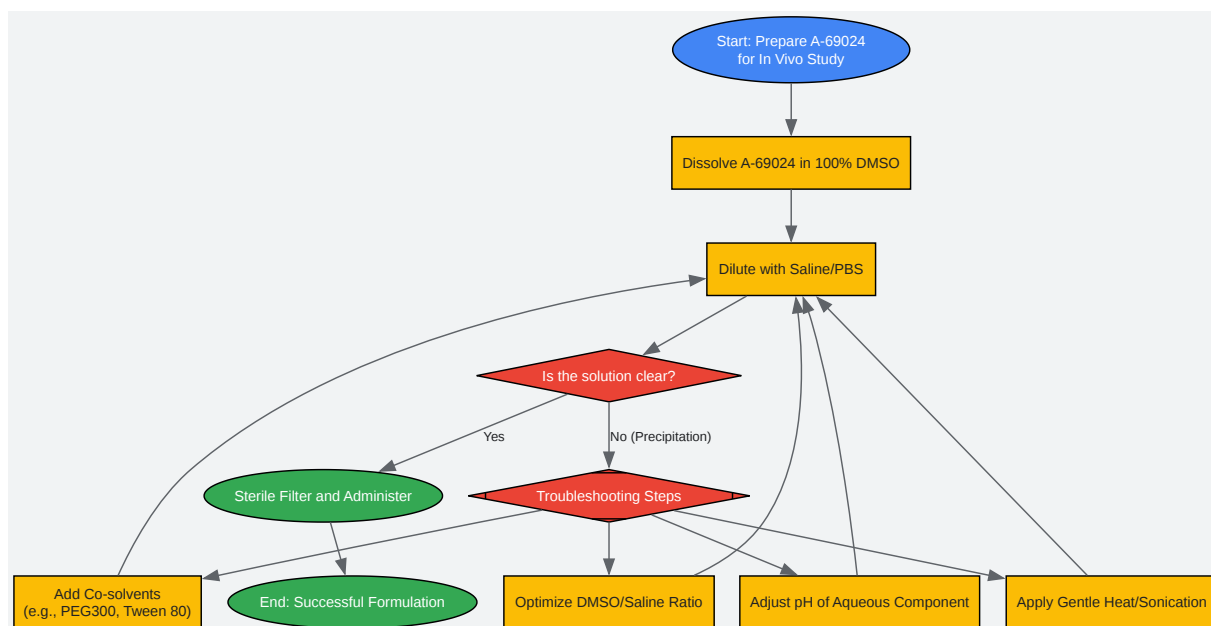 Start: Prepare A-69024
for In Vivo Study
Dissolve A-69024 in 100% DMSO
Dilute with Saline/PBS
Is the solution clear?
Yes
No (Precipitation)
Sterile Filter and Administer
Troubleshooting Steps
Add Co-solvents
(e.g., PEG300, Tween 80)
End: Successful Formulation
Optimize DMSO/Saline Ratio
Adjust pH of Aqueous Component
Apply Gentle Heat/Sonication